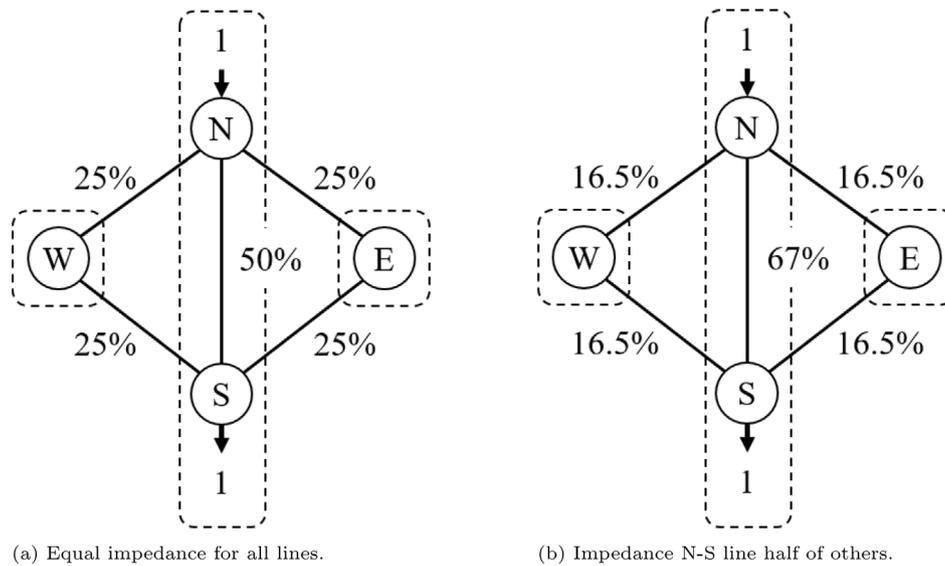 1
N
25%
25%
W
50%
E
25%
25%
S
1
(a) Equal impedance for all lines.
1
N
16.5%
16.5%
W
67%
E
16.5%
16.5%
S
1
(b) Impedance N-S line half of others.